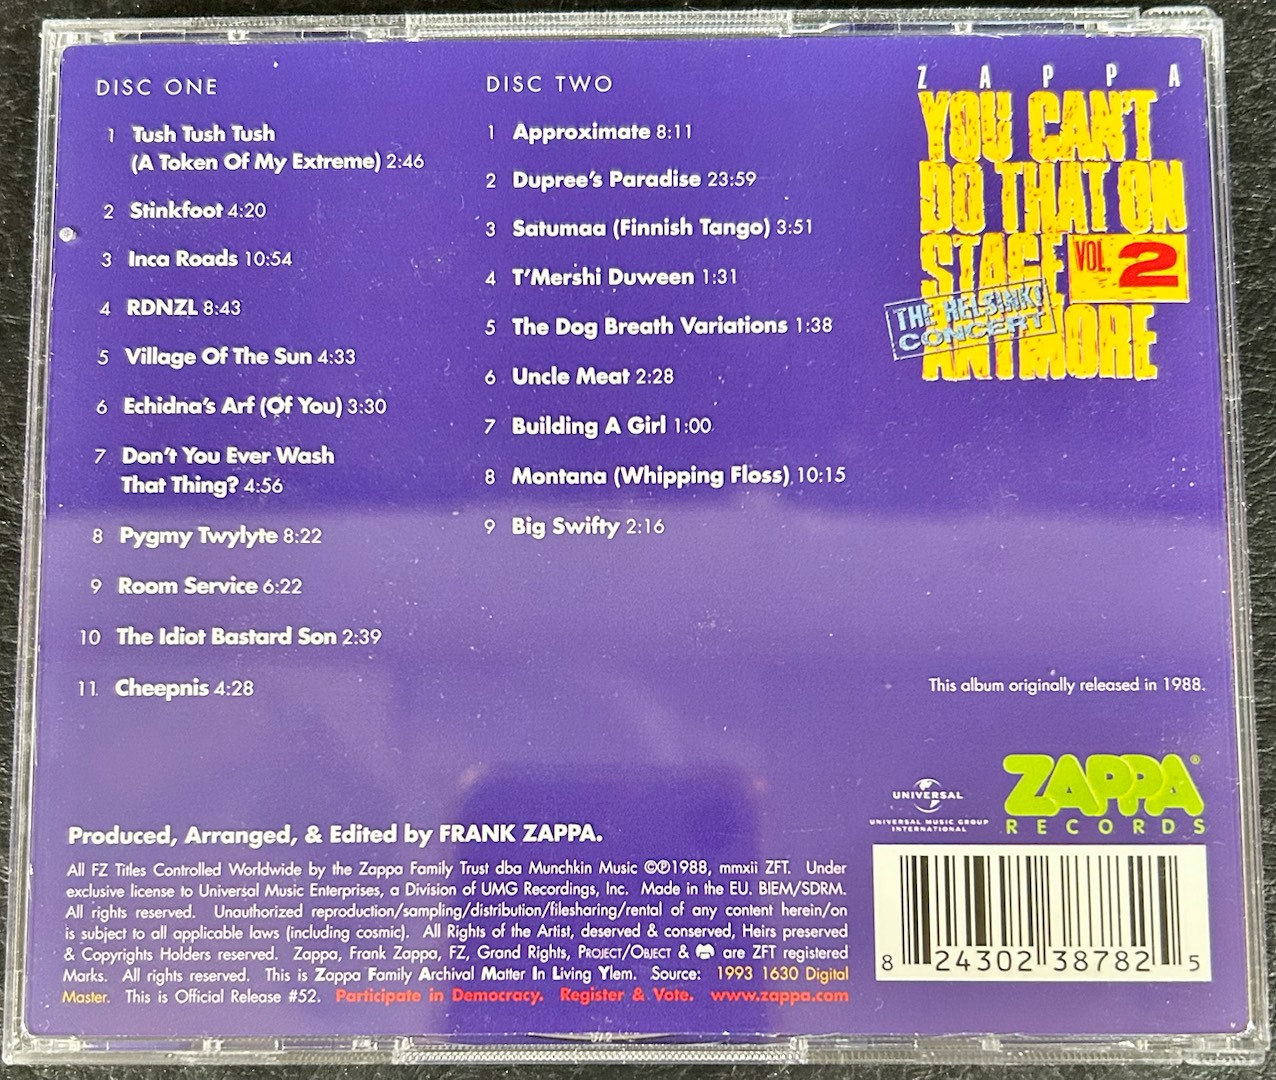 DISC ONE
1 Tush Tush Tush
(A Token Of My Extreme) 2:46
2 Stinkfoot 4:20
3 Inca Roads 10:54
4 RDNZL 8:43
5 Village Of The Sun 4:33
6 Echidna's Arf (Of You) 3:30
7 Don't You Ever Wash
That Thing? 4:56
8 Pygmy Twylyte 8:22
9 Room Service 6:22
10 The Idiot Bastard Son 2:39
11 Cheepnis 4:28
DISC TWO
1 Approximate 8:11
2 Dupree's Paradise 23:59
3 Satumaa (Finnish Tango) 3:51
4 T'Mershi Duween 1:31
5 The Dog Breath Variations 1:38
6 Uncle Meat 2:28
7 Building A Girl 1:00
8 Montana (Whipping Floss) 10:15
9 Big Swifty 2:16
ZAPPA
YOU CAN'T
DO THAT ON
STAGE VOL. 2
THE HELSINKI
CONCERT
ANYMORE
This album originally released in 1988.
UNIVERSAL
UNIVERSAL MUSIC GROUP
INTERNATIONAL
ZAPPA®
RECORDS
Produced, Arranged, & Edited by FRANK ZAPPA.
All FZ Titles Controlled Worldwide by the Zappa Family Trust dba Munchkin Music ©℗1988, mmxii ZFT. Under
exclusive license to Universal Music Enterprises, a Division of UMG Recordings, Inc. Made in the EU. BIEM/SDRM.
All rights reserved. Unauthorized reproduction/sampling/distribution/filesharing/rental of any content herein/on
is subject to all applicable laws (including cosmic). All Rights of the Artist, deserved & conserved, Heirs preserved
& Copyrights Holders reserved. Zappa, Frank Zappa, FZ, Grand Rights, PROJECT/OBJECT & are ZFT registered
Marks. All rights reserved. This is Zappa Family Archival Matter In Living Ylem. Source: 1993 1630 Digital
Master. This is Official Release #52. Participate in Democracy. Register & Vote. www.zappa.com
8 24302 38782 5